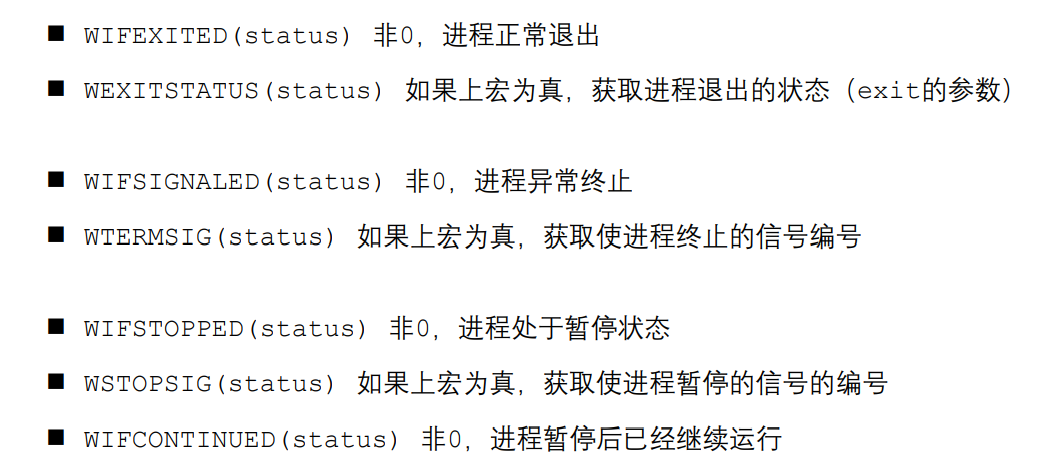 ■ WIFEXITED(status) 非0，进程正常退出
■ WEXITSTATUS(status) 如果上宏为真，获取进程退出的状态（exit的参数）
■ WIFSIGNALED(status) 非0，进程异常终止
■ WTERMSIG(status) 如果上宏为真，获取使进程终止的信号编号
■ WIFSTOPPED(status) 非0，进程处于暂停状态
■ WSTOPSIG(status) 如果上宏为真，获取使进程暂停的信号的编号
■ WIFCONTINUED(status) 非0，进程暂停后已经继续运行